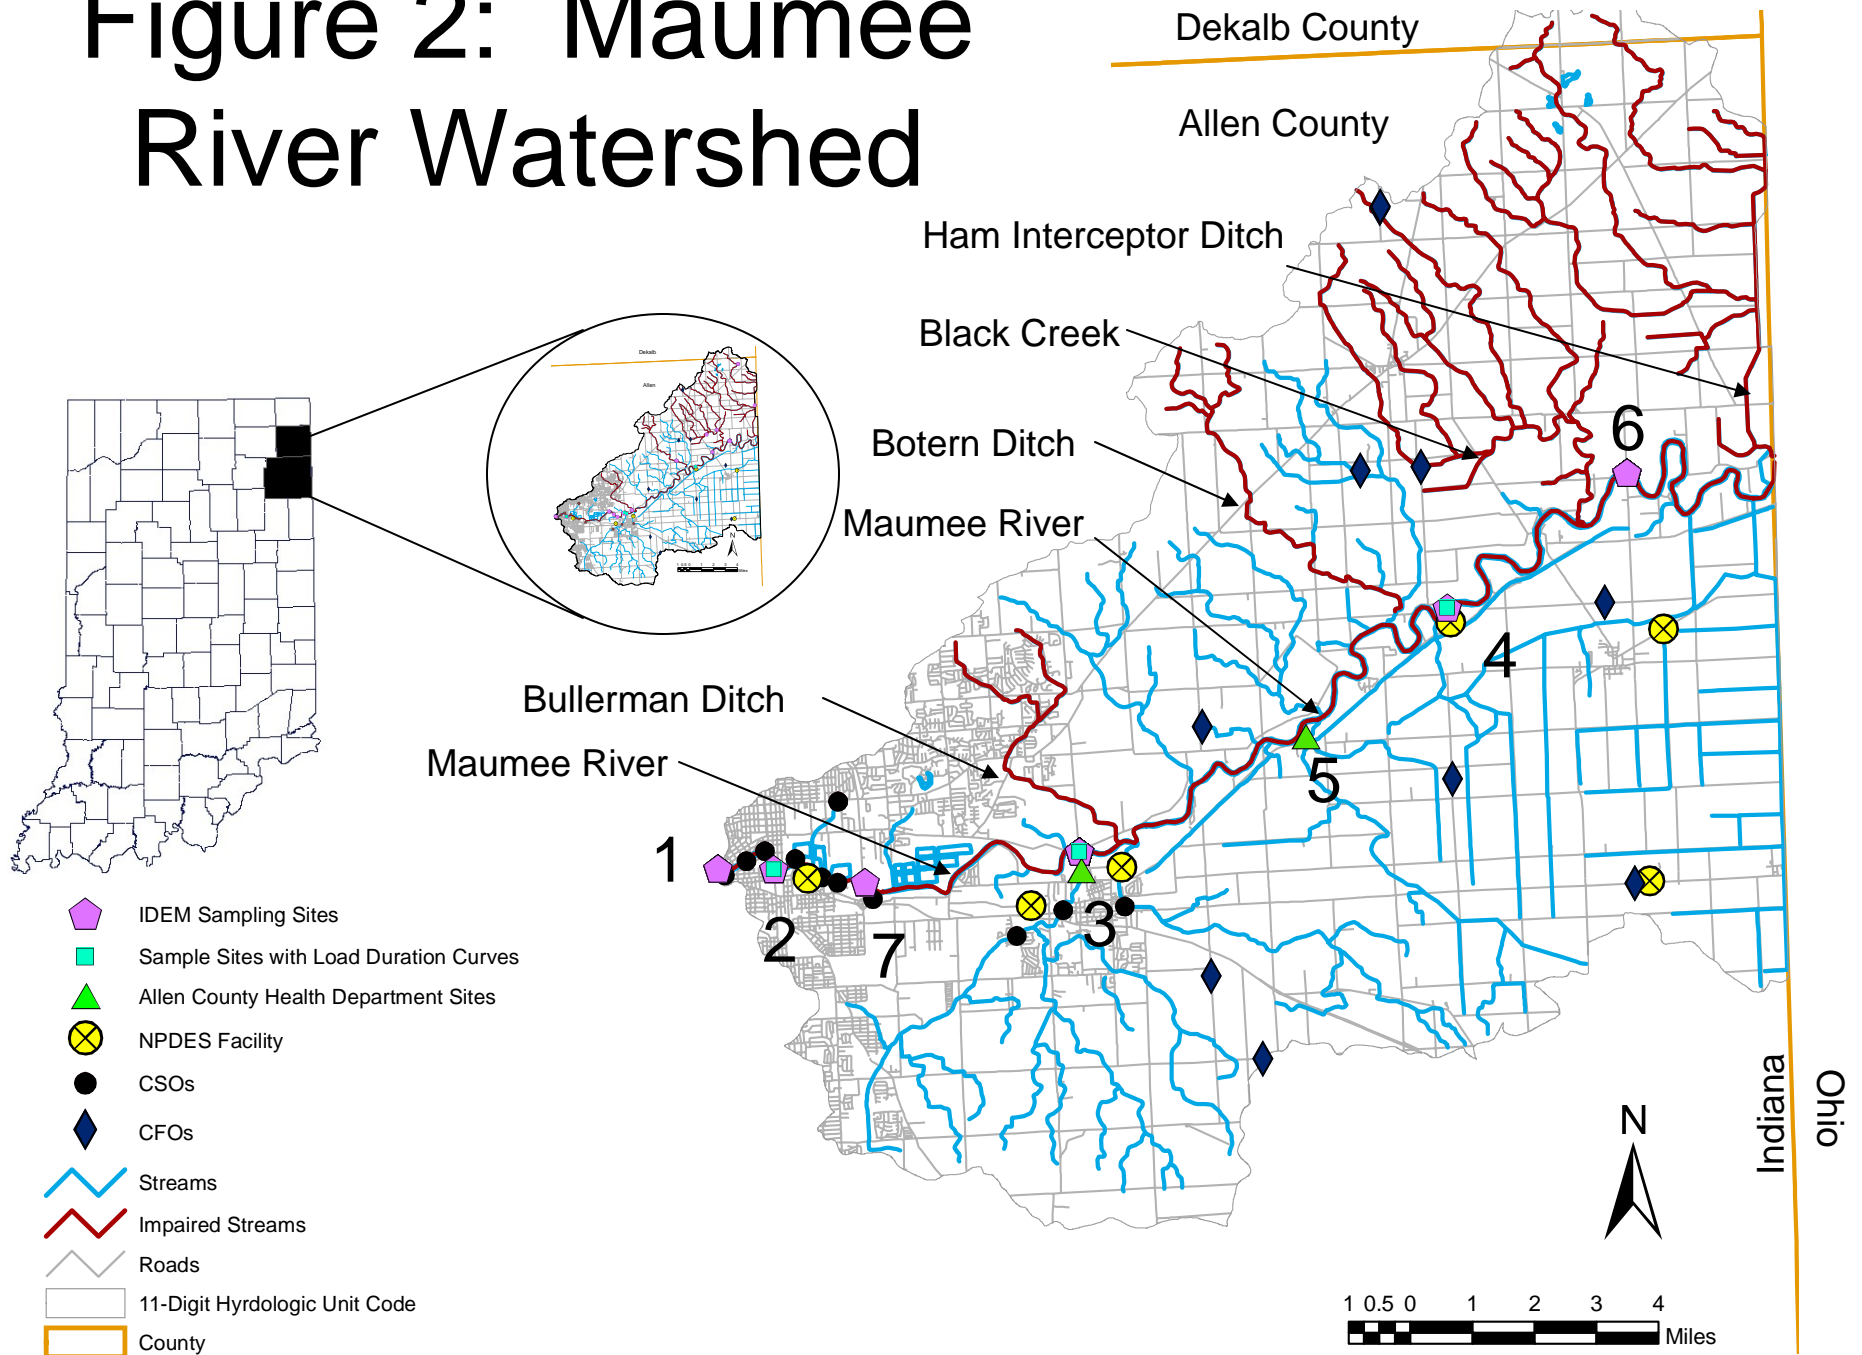 Figure 2: Maumee
River Watershed
Dekalb County
Allen County
Ham Interceptor Ditch
Black Creek
Botern Ditch
Maumee River
Bullerman Ditch
Maumee River
Dekalb
Allen
N
1
2
3
4
5
6
7
IDEM Sampling Sites
Sample Sites with Load Duration Curves
Allen County Health Department Sites
NPDES Facility
CSOs
CFOs
Streams
Impaired Streams
Roads
11-Digit Hyrdologic Unit Code
County
Indiana
Ohio
N
1 0.5 0 1 2 3 4
Miles